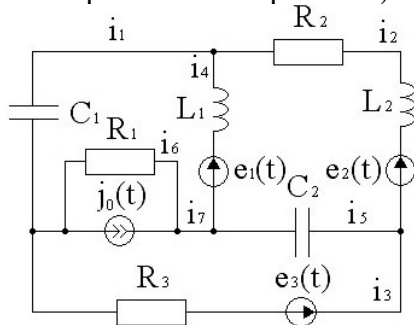 R₂
i₁
i₂
i₄
L₁
L₂
C₁
R₁
i₆
e₁(t)
C₂
e₂(t)
j₀(t)
i₇
i₅
R₃
e₃(t)
i₃